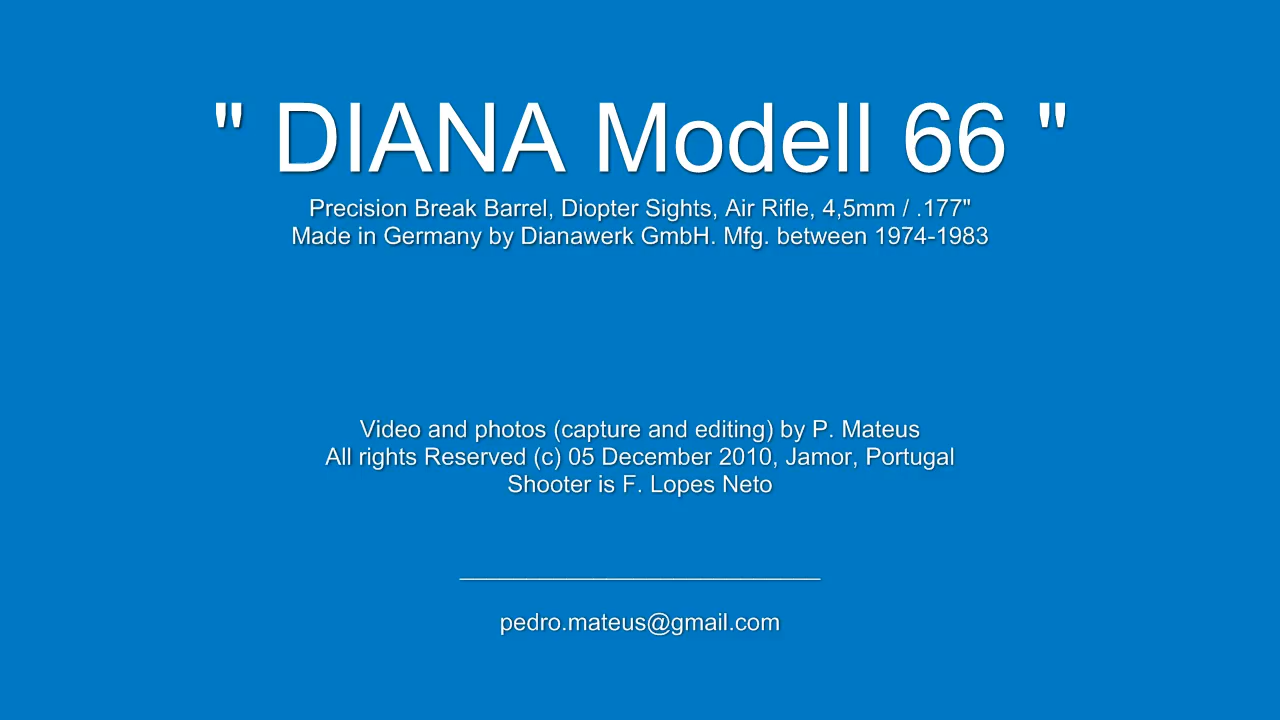 " DIANA Modell 66 "
Precision Break Barrel, Diopter Sights, Air Rifle, 4,5mm / .177"
Made in Germany by Dianawerk GmbH. Mfg. between 1974-1983
Video and photos (capture and editing) by P. Mateus
All rights Reserved (c) 05 December 2010, Jamor, Portugal
Shooter is F. Lopes Neto
pedro.mateus@gmail.com